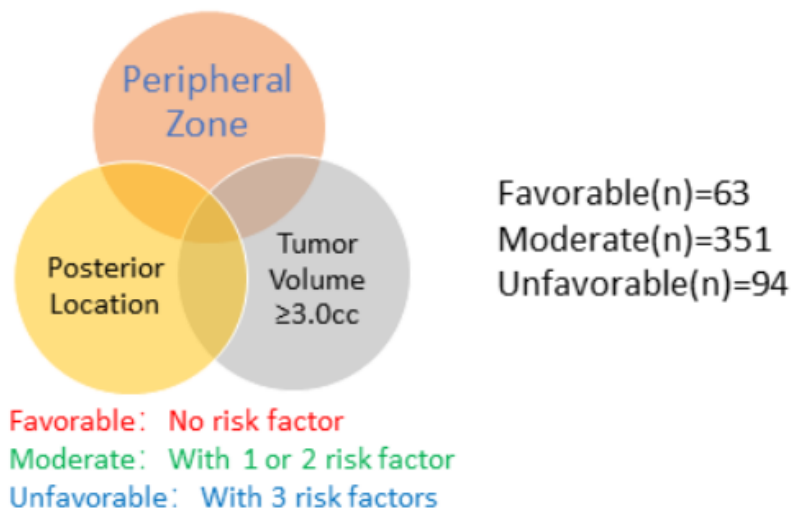 Peripheral
Zone
Posterior
Location
Tumor
Volume
≥3.0cc
Favorable(n)=63
Moderate(n)=351
Unfavorable(n)=94
Favorable： No risk factor
Moderate： With 1 or 2 risk factor
Unfavorable： With 3 risk factors